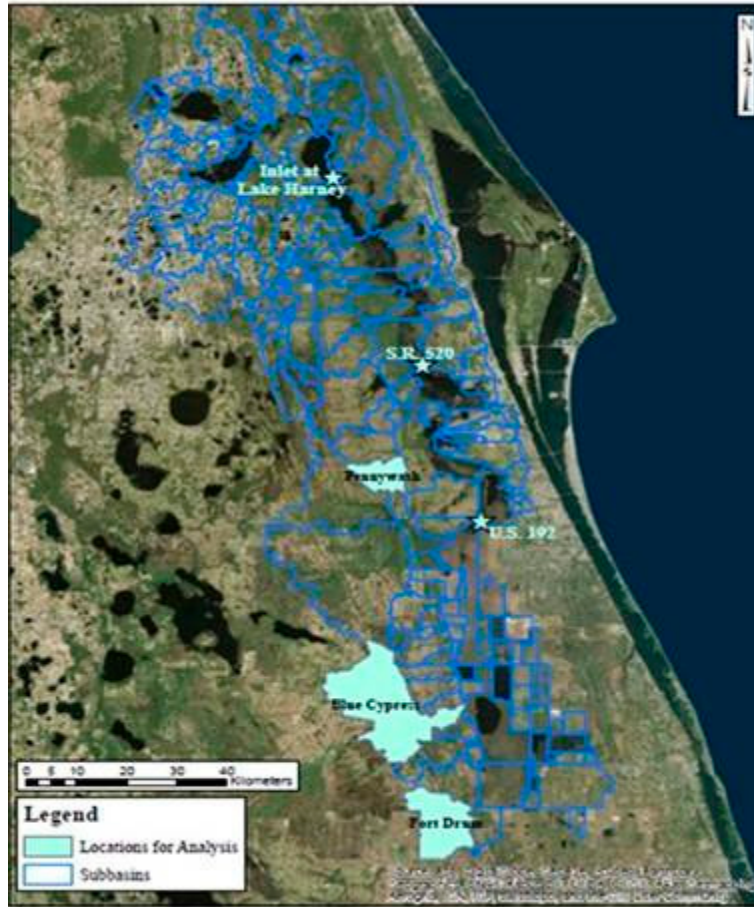 N
S
Inlet at
Lake Harney
S.R. 520
Pennywash
U.S. 192
Blue Cypress
Fort Drum
0 5 10 20 30 40
Kilometers
Legend
Locations for Analysis
Subbasins